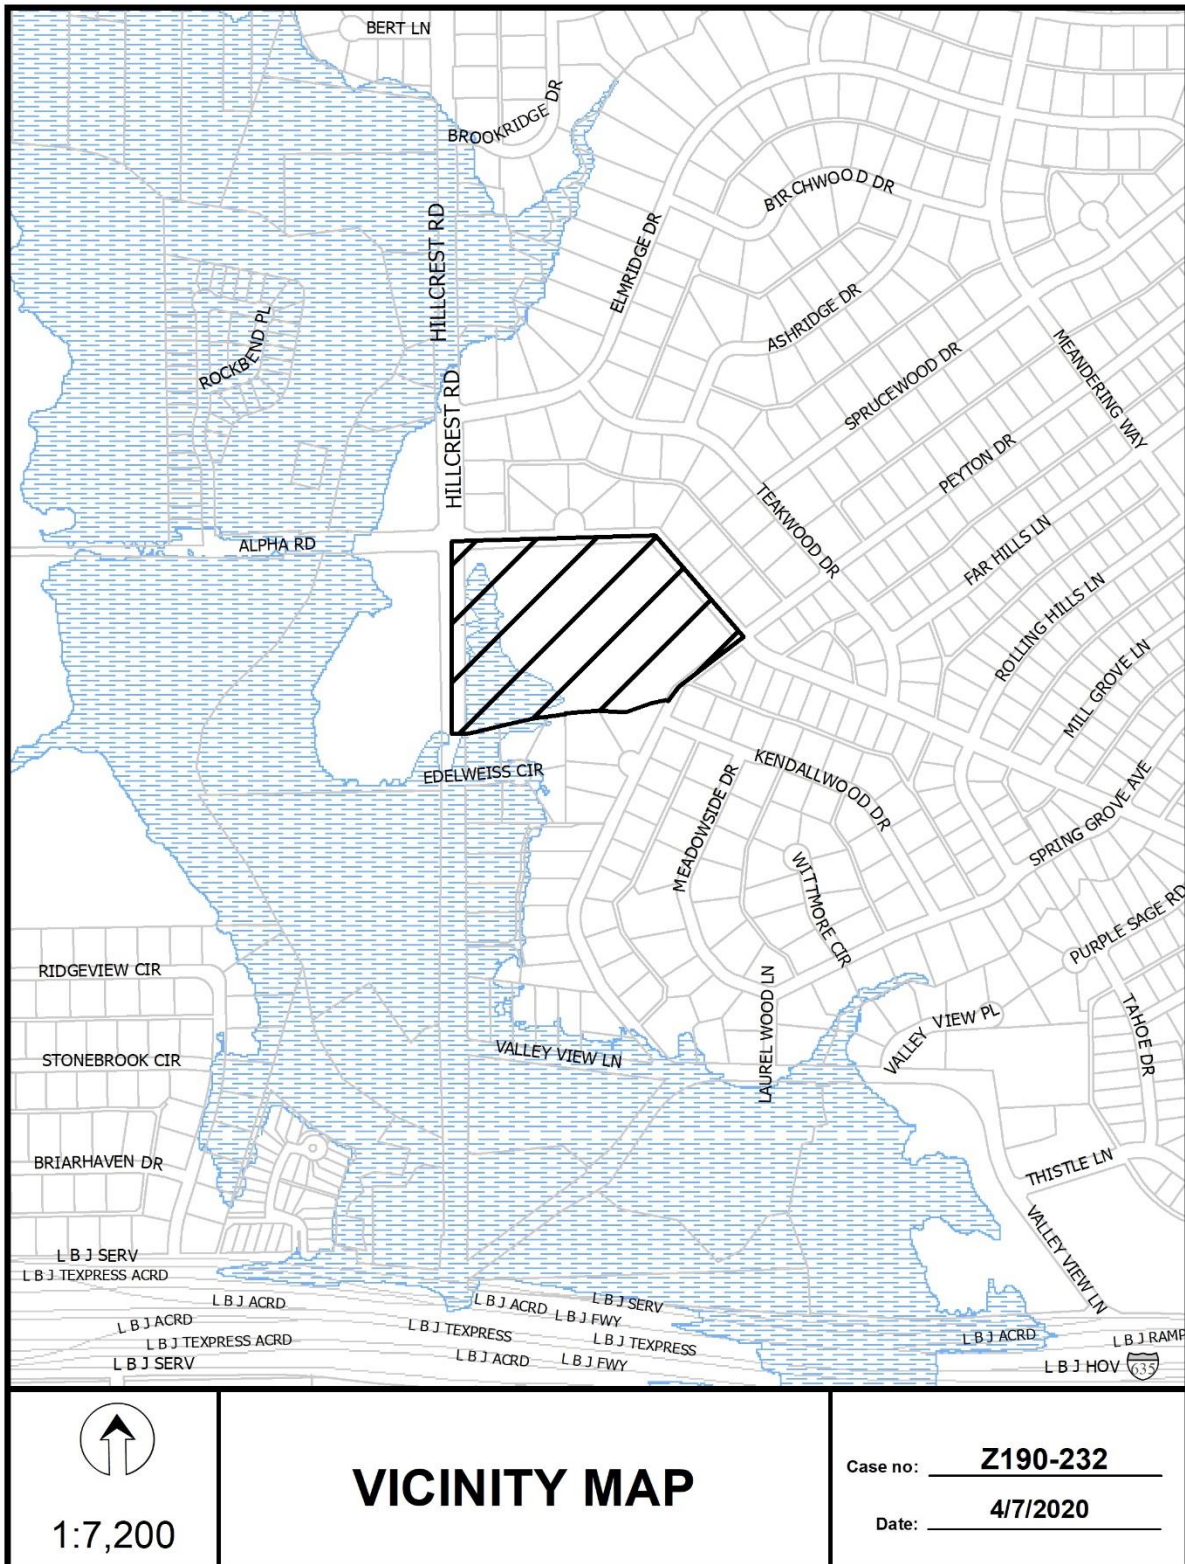 BERT LN
BROOKRIDGE DR
BIRCHWOOD DR
HILLCREST RD
ELMRIDGE DR
ROCKBEND PL
ASHRIDGE DR
MEANDERING WAY
SPRUCEWOOD DR
HILLCREST RD
PEYTON DR
TEAKWOOD DR
ALPHA RD
FAR HILLS LN
ROLLING HILLS LN
MILL GROVE LN
EDELWEISS CIR
KENDALLWOOD DR
MEADOWSIDE DR
SPRING GROVE AVE
WITTMORE CIR
PURPLE SAGE RD
RIDGEVIEW CIR
LAUREL WOOD LN
VALLEY VIEW PL
TAHOE DR
STONEBROOK CIR
VALLEY VIEW LN
BRIARHAVEN DR
THISTLE LN
VALLEY VIEW LN
L B J SERV
L B J TEXPRESS ACRD
L B J ACRD
L B J ACRD
L B J SERV
L B J ACRD
L B J FWY
L B J TEXPRESS
L B J TEXPRESS
L B J ACRD
L B J RAMP
L B J TEXPRESS ACRD
L B J SERV
L B J ACRD
L B J FWY
L B J HOV
635
1:7,200
VICINITY MAP
Case no: Z190-232
Date: 4/7/2020